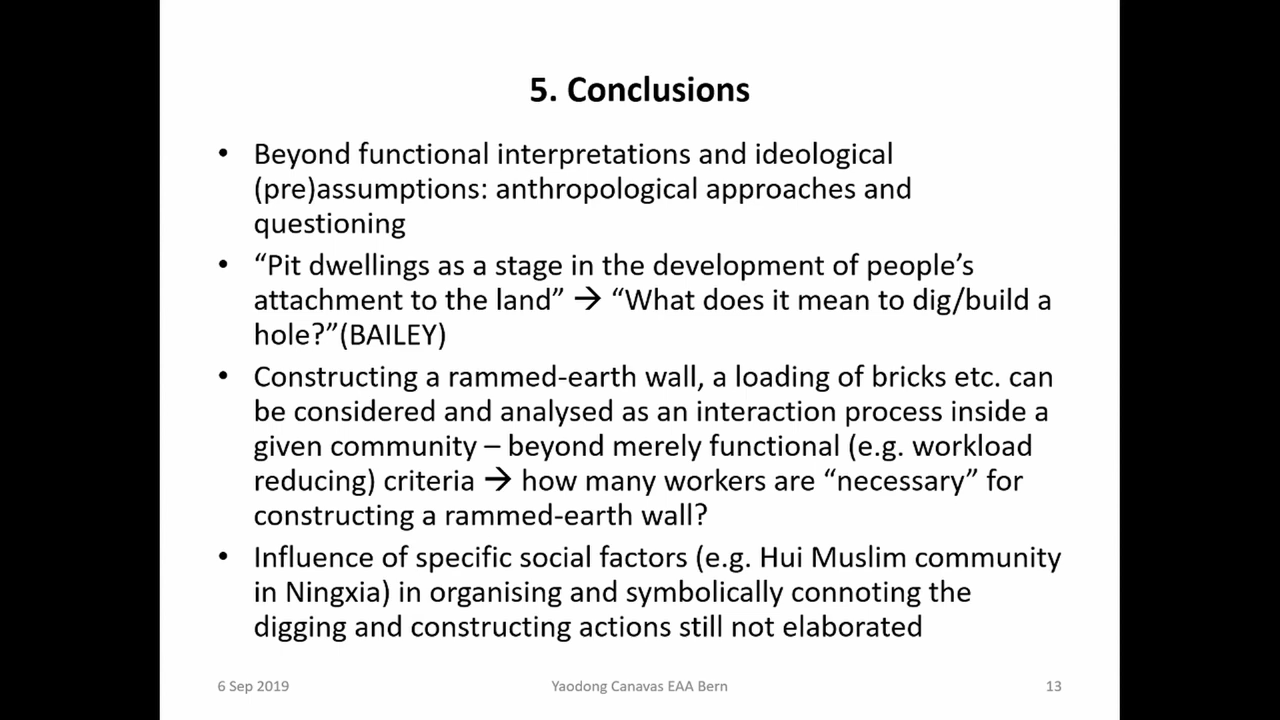 5. Conclusions
• Beyond functional interpretations and ideological
(pre)assumptions: anthropological approaches and
questioning
• “Pit dwellings as a stage in the development of people’s
attachment to the land” → “What does it mean to dig/build a
hole?”(BAILEY)
• Constructing a rammed-earth wall, a loading of bricks etc. can
be considered and analysed as an interaction process inside a
given community – beyond merely functional (e.g. workload
reducing) criteria → how many workers are “necessary” for
constructing a rammed-earth wall?
• Influence of specific social factors (e.g. Hui Muslim community
in Ningxia) in organising and symbolically connoting the
digging and constructing actions still not elaborated
6 Sep 2019
Yaodong Canavas EAA Bern
13